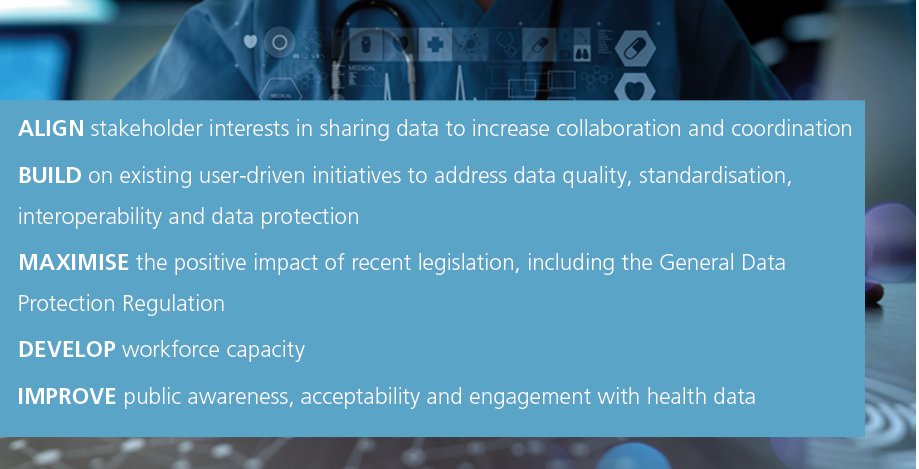 MEDICAL
MEDICAL
ALIGN stakeholder interests in sharing data to increase collaboration and coordination
BUILD on existing user-driven initiatives to address data quality, standardisation,
interoperability and data protection
MAXIMISE the positive impact of recent legislation, including the General Data
Protection Regulation
DEVELOP workforce capacity
IMPROVE public awareness, acceptability and engagement with health data